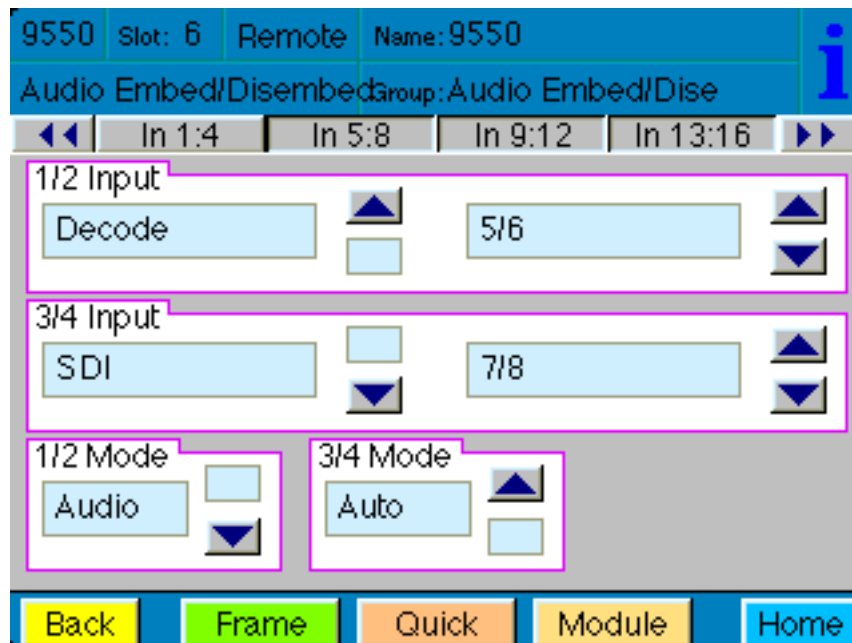 9550 Slot: 6 Remote Name: 9550 i
Audio Embed/Disembed Group: Audio Embed/Dise
In 1:4 In 5:8 In 9:12 In 13:16
1/2 Input
Decode 5/6
3/4 Input
SDI 7/8
1/2 Mode 3/4 Mode
Audio Auto
Back Frame Quick Module Home